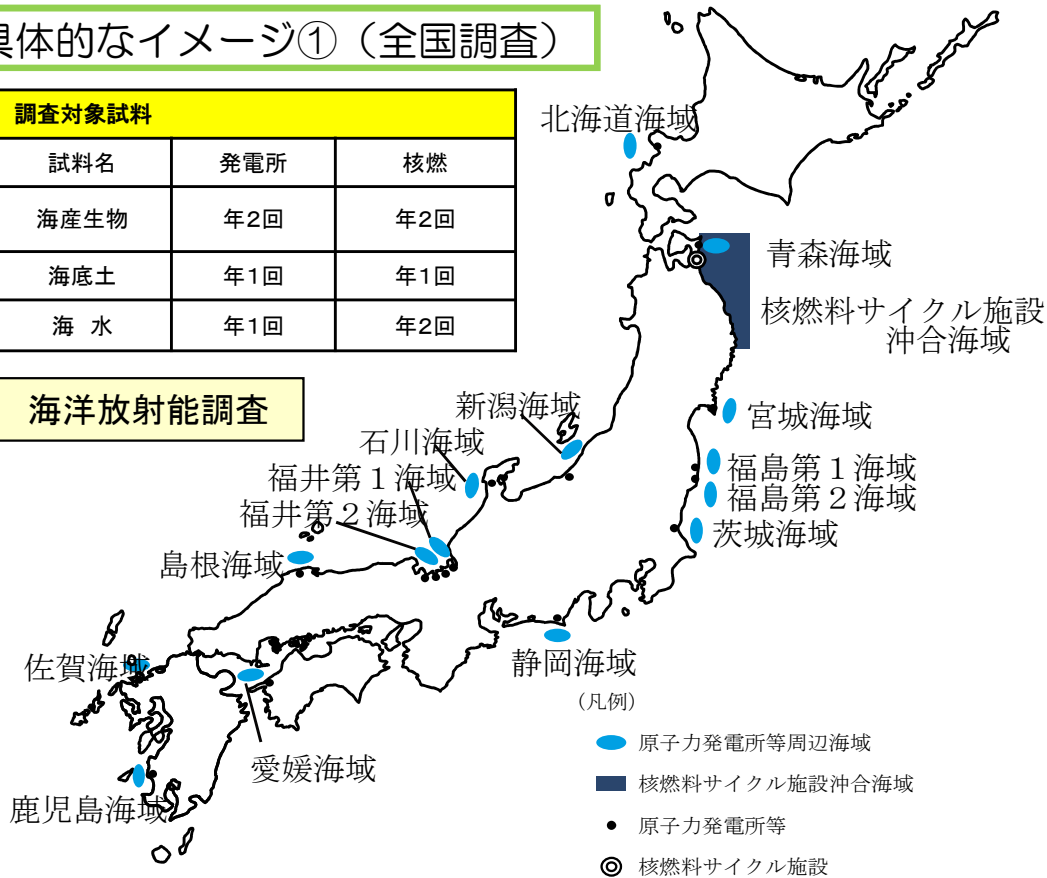 具体的なイメージ①（全国調査）
調査対象試料
試料名 発電所 核燃
海産生物 年2回 年2回
海底土 年1回 年1回
海 水 年1回 年2回
海洋放射能調査
北海道海域
青森海域
核燃料サイクル施設
沖合海域
宮城海域
福島第１海域
福島第２海域
茨城海域
新潟海域
石川海域
福井第１海域
福井第２海域
島根海域
佐賀海域
鹿児島海域
愛媛海域
静岡海域
(凡例)
原子力発電所等周辺海域
核燃料サイクル施設沖合海域
原子力発電所等
核燃料サイクル施設